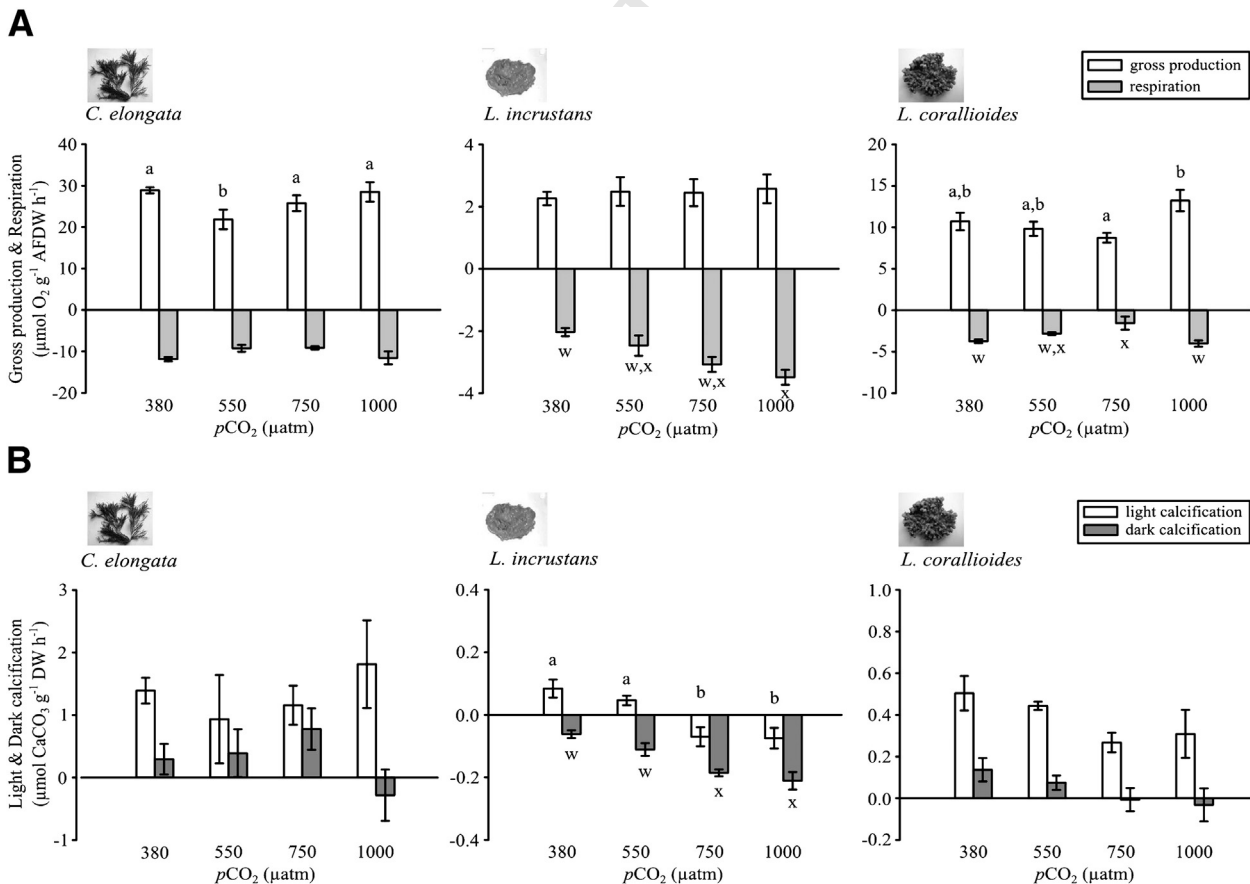 A
gross production
respiration
C. elongata
L. incrustans
L. corallioides
Gross production & Respiration
(µmol O₂ g⁻¹ AFDW h⁻¹)
40
30
20
10
0
-10
-20
a
b
a
a
380
550
750
1000
pCO₂ (µatm)
4
2
0
-2
-4
w
w,x
w,x
x
380
550
750
1000
pCO₂ (µatm)
20
15
10
5
0
-5
-10
a,b
a,b
a
b
w
w,x
x
w
380
550
750
1000
pCO₂ (µatm)
B
light calcification
dark calcification
C. elongata
L. incrustans
L. corallioides
Light & Dark calcification
(µmol CaCO₃ g⁻¹ DW h⁻¹)
3
2
1
0
-1
380
550
750
1000
pCO₂ (µatm)
0.4
0.2
0.0
-0.2
-0.4
a
a
b
b
w
w
x
x
380
550
750
1000
pCO₂ (µatm)
1.0
0.8
0.6
0.4
0.2
0.0
-0.2
380
550
750
1000
pCO₂ (µatm)